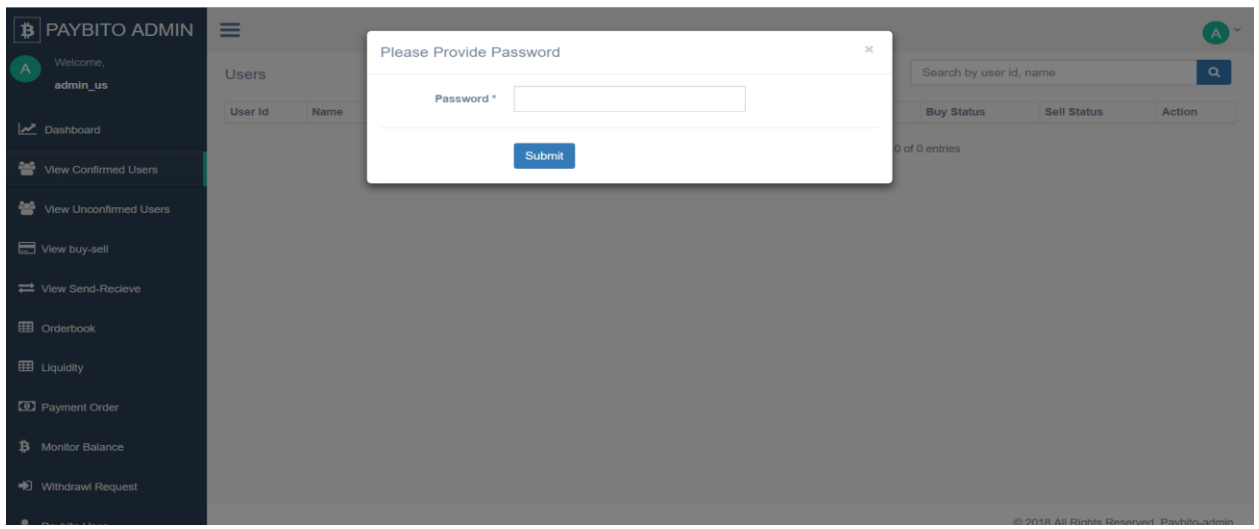 PAYBITO ADMIN
Welcome,
admin_us
Dashboard
View Confirmed Users
View Unconfirmed Users
View buy-sell
View Send-Recieve
Orderbook
Liquidity
Payment Order
Monitor Balance
Withdrawl Request
Paybito User
A
A
Users
Search by user id, name
User Id Name Buy Status Sell Status Action
0 of 0 entries
Please Provide Password ×
Password *
Submit
© 2018 All Rights Reserved. Paybito-admin